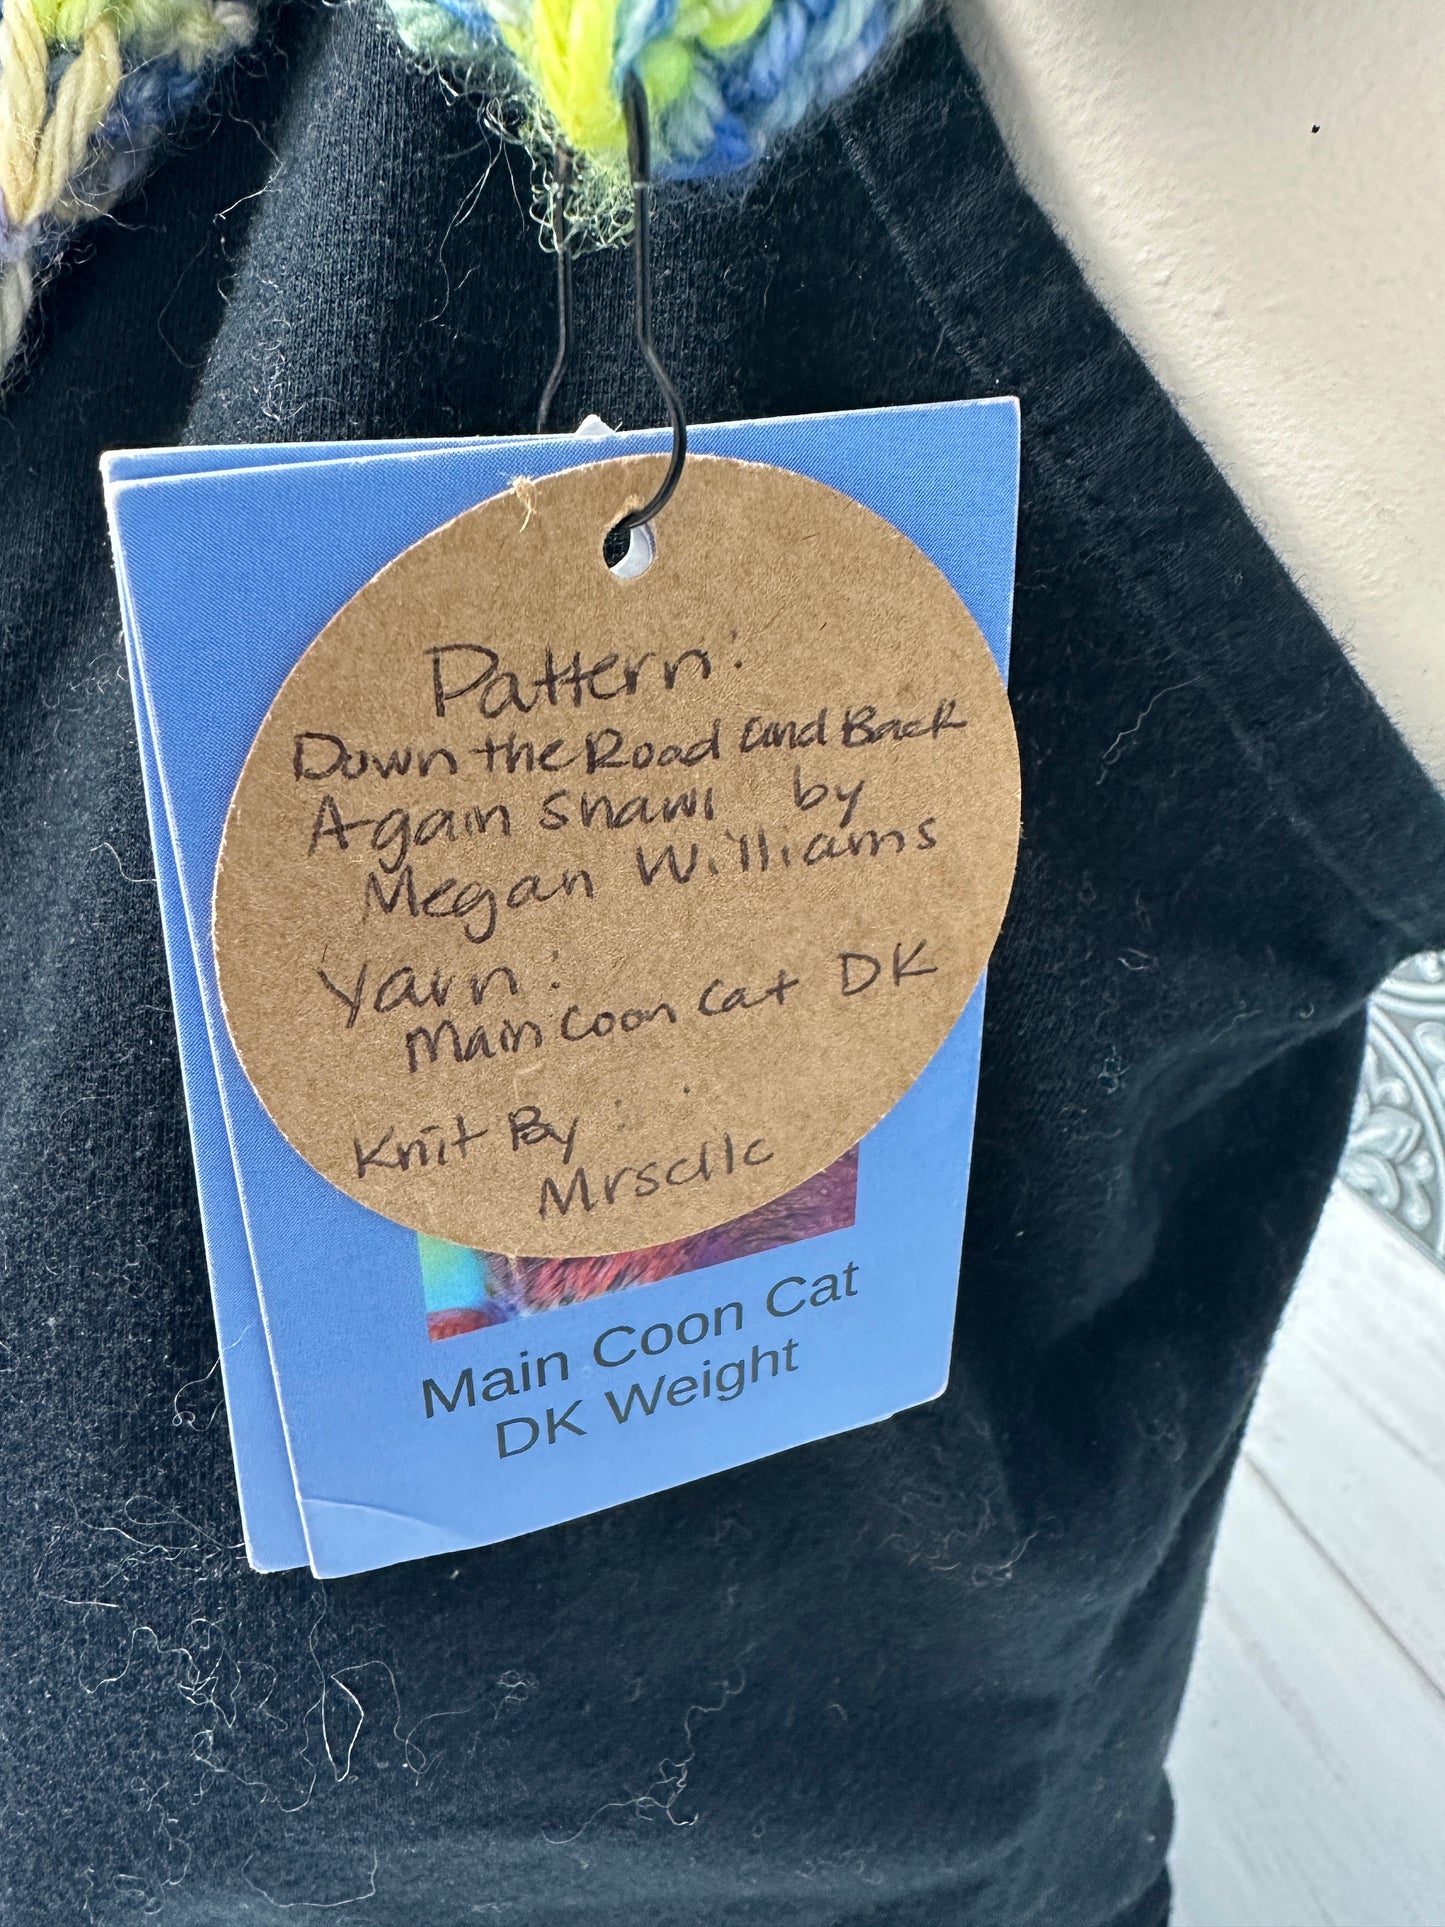 Pattern:
Down the Road and Back
Again Shawl by
Megan Williams
Yarn:
Main Coon Cat DK
Knit By:
Mrscllc
Main Coon Cat
DK Weight